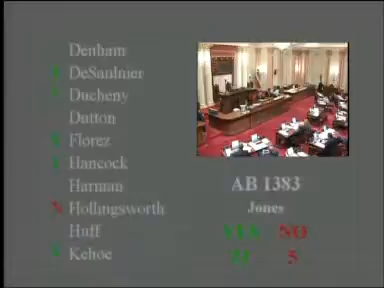 Denham
DeSaulnier
Ducheny
Dutton
Florez
Hancock
Harman
N Hollingsworth
Huff
Kehoe
AB 1383
Jones
YES NO
5